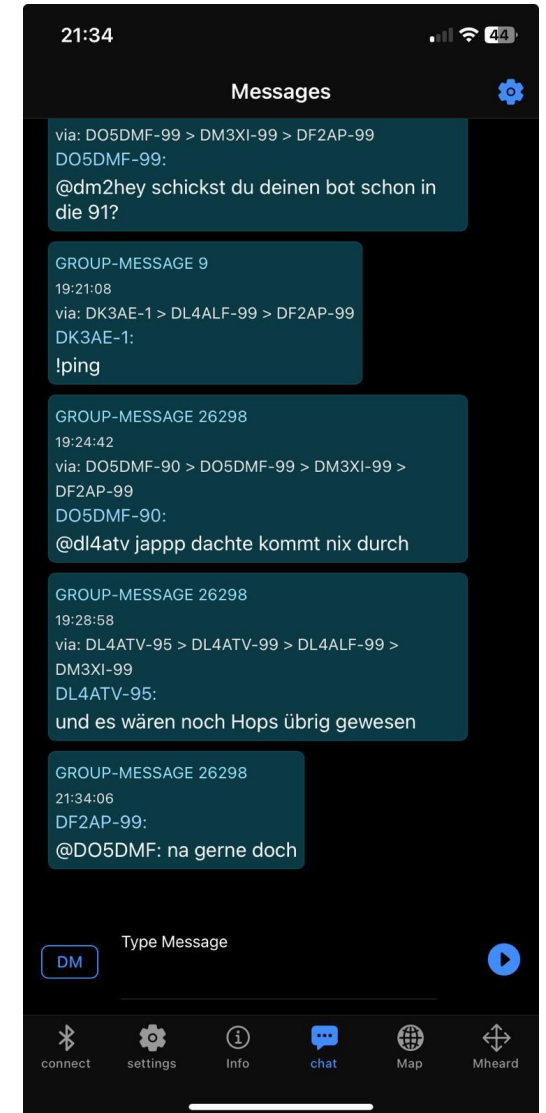 21:34
44
Messages
via: DO5DMF-99 > DM3XI-99 > DF2AP-99
DO5DMF-99:
@dm2hey schickst du deinen bot schon in
die 91?
GROUP-MESSAGE 9
19:21:08
via: DK3AE-1 > DL4ALF-99 > DF2AP-99
DK3AE-1:
!ping
GROUP-MESSAGE 26298
19:24:42
via: DO5DMF-90 > DO5DMF-99 > DM3XI-99 >
DF2AP-99
DO5DMF-90:
@dl4atv jappp dachte kommt nix durch
GROUP-MESSAGE 26298
19:28:58
via: DL4ATV-95 > DL4ATV-99 > DL4ALF-99 >
DM3XI-99
DL4ATV-95:
und es wären noch Hops übrig gewesen
GROUP-MESSAGE 26298
21:34:06
DF2AP-99:
@DO5DMF: na gerne doch
Type Message
DM
connect settings Info chat Map Mheard